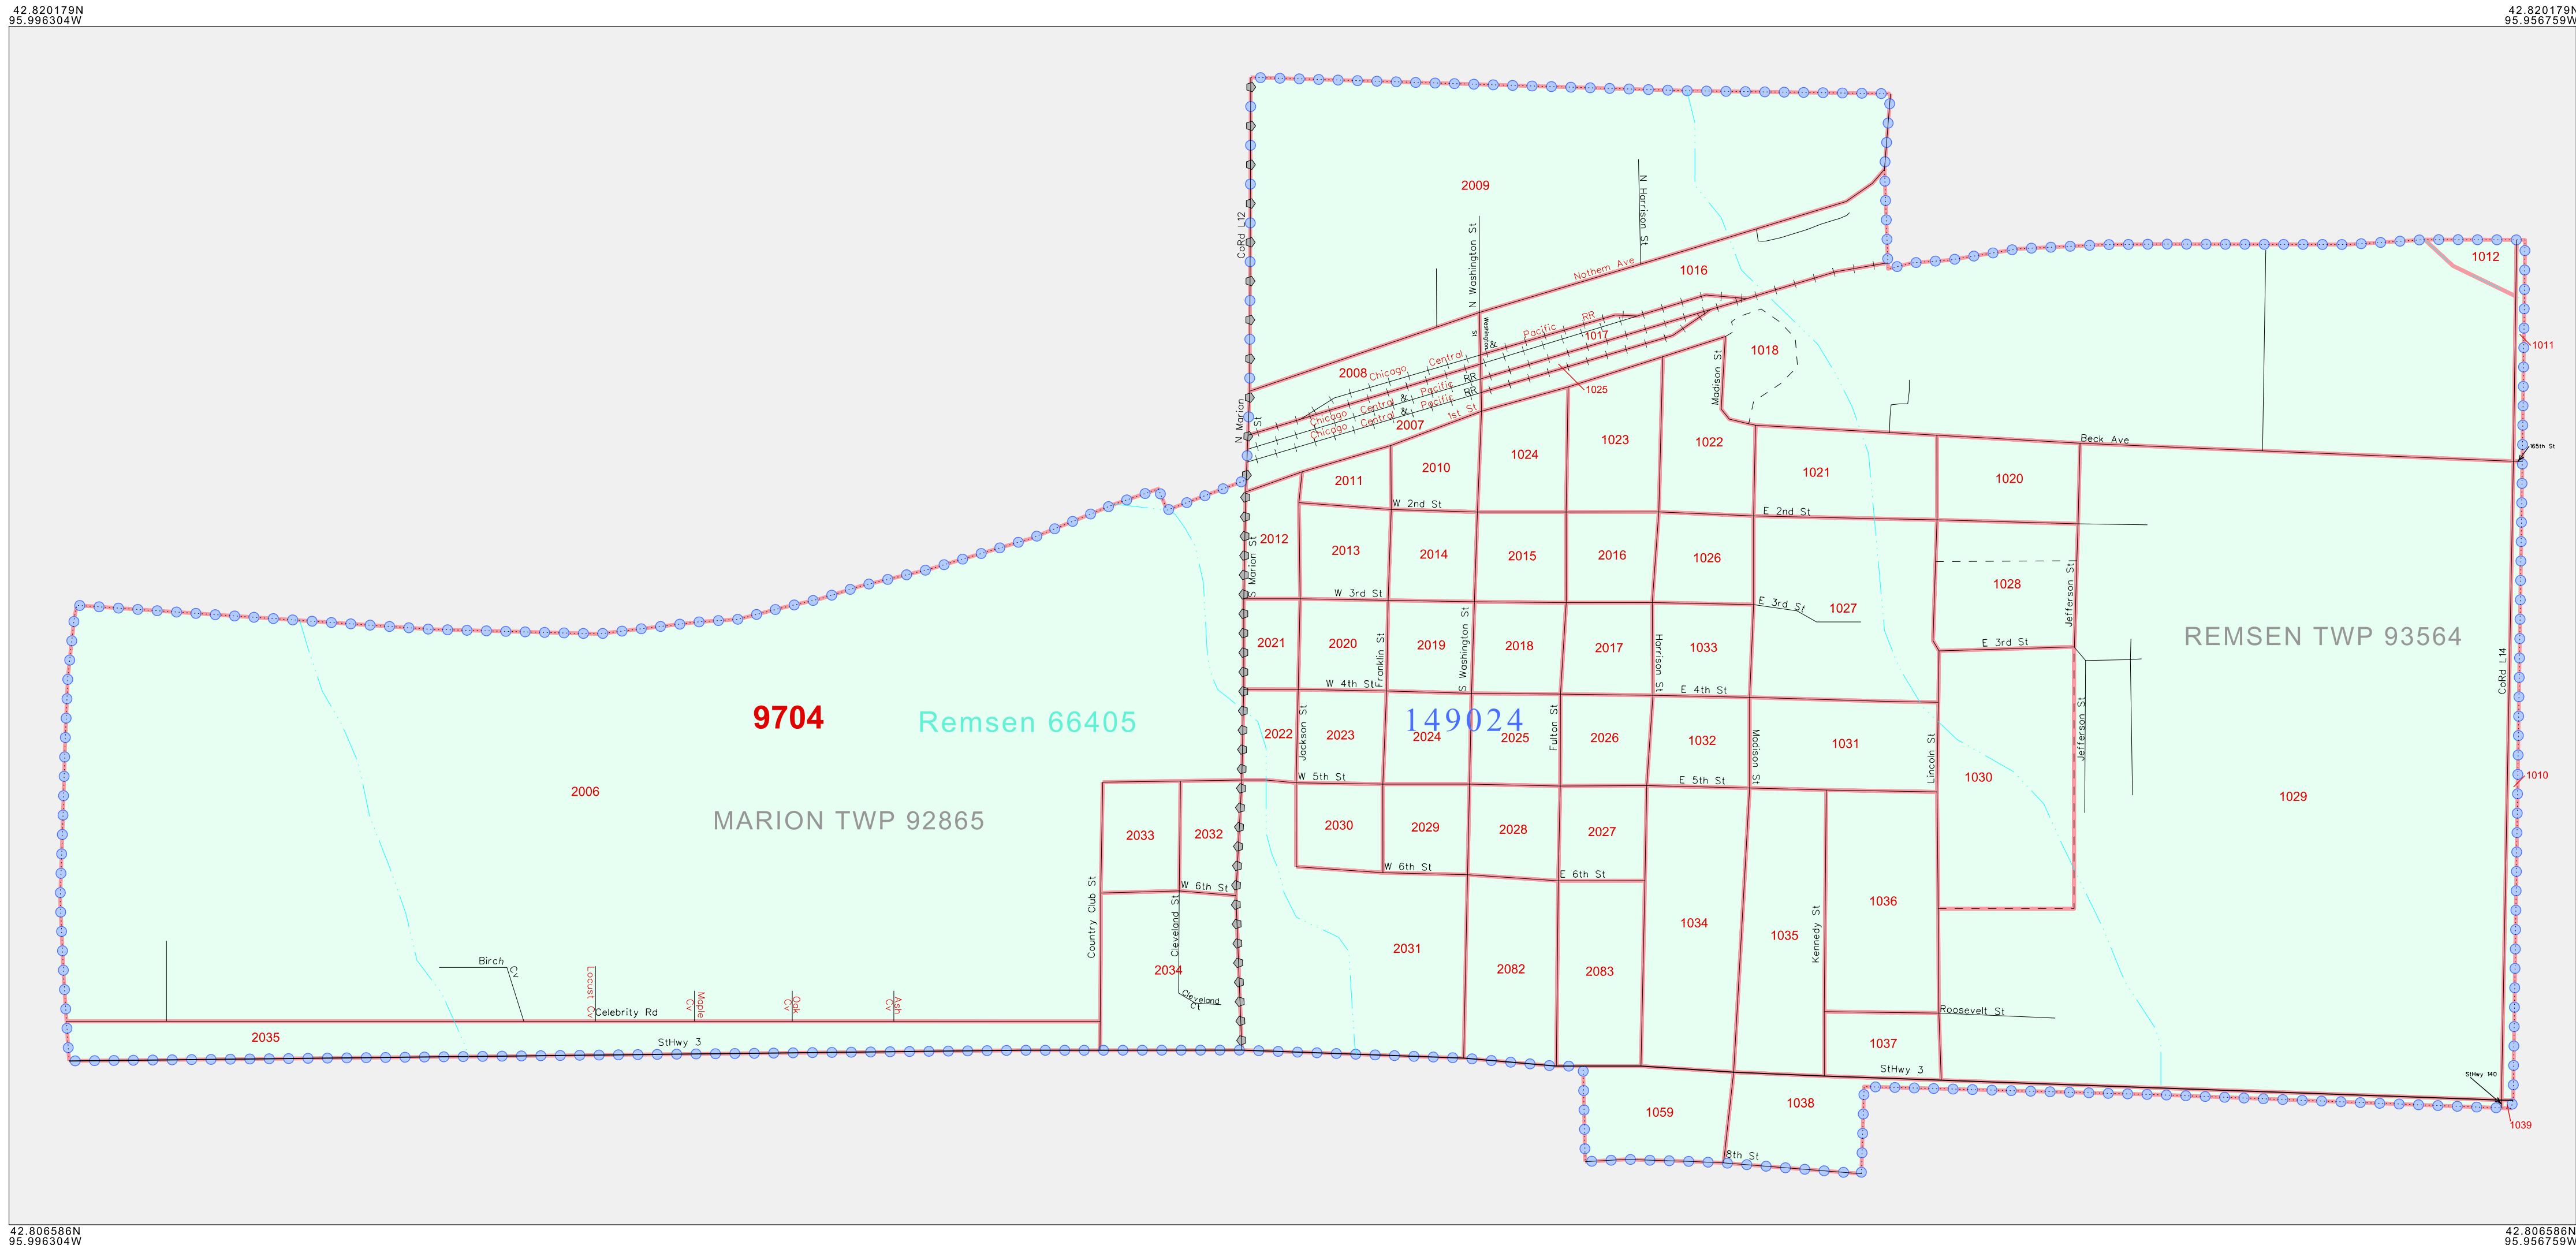 42.820179N
95.996304W
42.820179N
95.956759W
2009
CoRd L12
N Washington St
N Harrison St
Nothern Ave
1016
1012
1011
Washington
St
Chicago Central & Pacific RR
1017
1018
2008
Chicago Central & Pacific RR
Chicago Central & Pacific RR
1025
1st St
2007
N Marion
St
Madison St
Beck Ave
165th St
2011
2010
1024
1023
1022
1021
1020
W 2nd St
E 2nd St
S Marion St
2012
2013
2014
2015
2016
1026
1027
1028
W 3rd St
E 3rd St
E 3rd St
Jefferson St
REMSEN TWP 93564
2021
2020
Franklin St
2019
S Washington St
2018
2017
Harrison St
1033
W 4th St
E 4th St
CoRd L14
9704
Remsen 66405
149024
2022
Jackson St
2023
2024
2025
Fulton St
2026
1032
Madison St
1031
Lincoln St
1030
Jefferson St
1029
1010
2006
MARION TWP 92865
W 5th St
E 5th St
2033
2032
2030
2029
2028
2027
W 6th St
W 6th St
E 6th St
Country Club St
Cleveland St
2034
Cleveland
Ct
2031
2082
2083
1034
1035
Kennedy St
1036
Birch
Cv
Locust Cv
Maple
Cv
Oak
Cv
Ash
Cv
Celebrity Rd
Roosevelt St
2035
StHwy 3
1037
StHwy 3
StHwy 140
1059
1038
1039
8th St
42.806586N
95.996304W
42.806586N
95.956759W